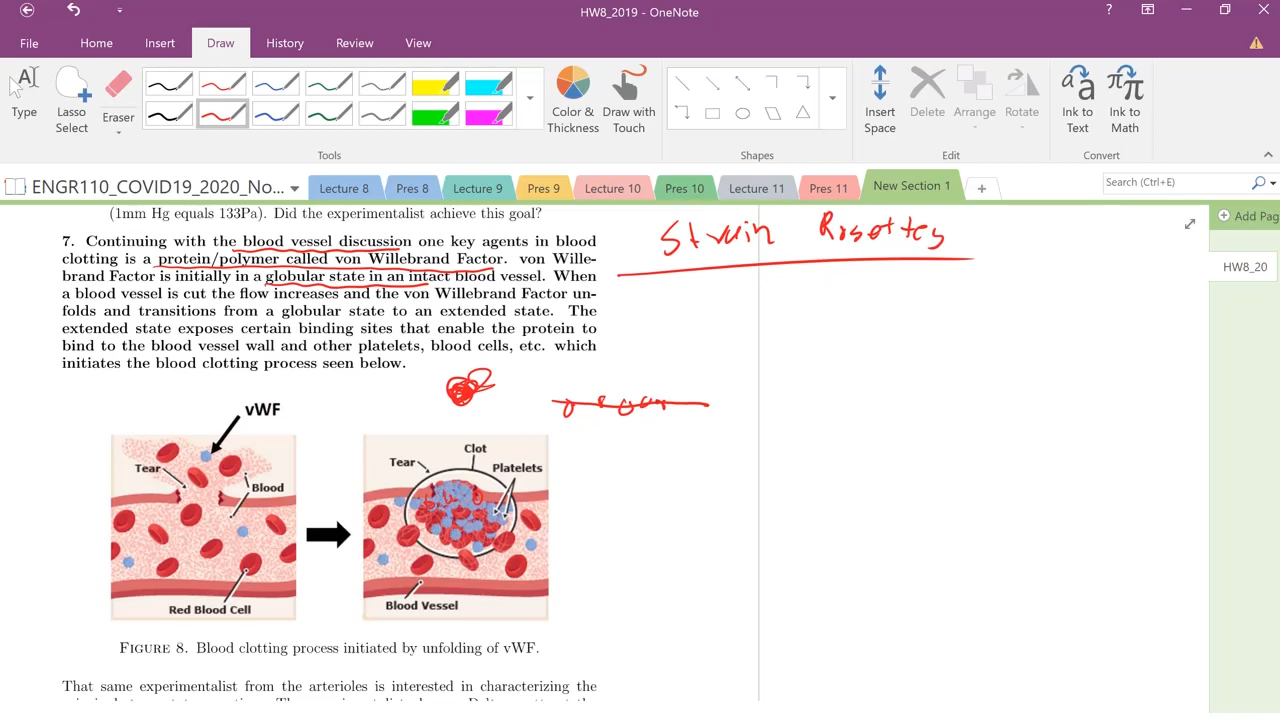 HW8_2019 - OneNote
?
File Home Insert Draw History Review View
Type
Lasso Select
Eraser
Color & Thickness
Draw with Touch
Insert Space
Delete
Arrange
Rotate
Ink to Text
Ink to Math
Tools
Shapes
Edit
Convert
ENGR110_COVID19_2020_No...
Lecture 8 Pres 8 Lecture 9 Pres 9 Lecture 10 Pres 10 Lecture 11 Pres 11 New Section 1
Search (Ctrl+E)
Add Pag
HW8_20
(1mm Hg equals 133Pa). Did the experimentalist achieve this goal?
Strain Rosettes
7. Continuing with the blood vessel discussion one key agents in blood
clotting is a protein/polymer called von Willebrand Factor. von Wille-
brand Factor is initially in a globular state in an intact blood vessel. When
a blood vessel is cut the flow increases and the von Willebrand Factor un-
folds and transitions from a globular state to an extended state. The
extended state exposes certain binding sites that enable the protein to
bind to the blood vessel wall and other platelets, blood cells, etc. which
initiates the blood clotting process seen below.
vWF
Tear
Blood
Red Blood Cell
Clot
Tear
Platelets
Blood Vessel
FIGURE 8. Blood clotting process initiated by unfolding of vWF.
That same experimentalist from the arterioles is interested in characterizing the